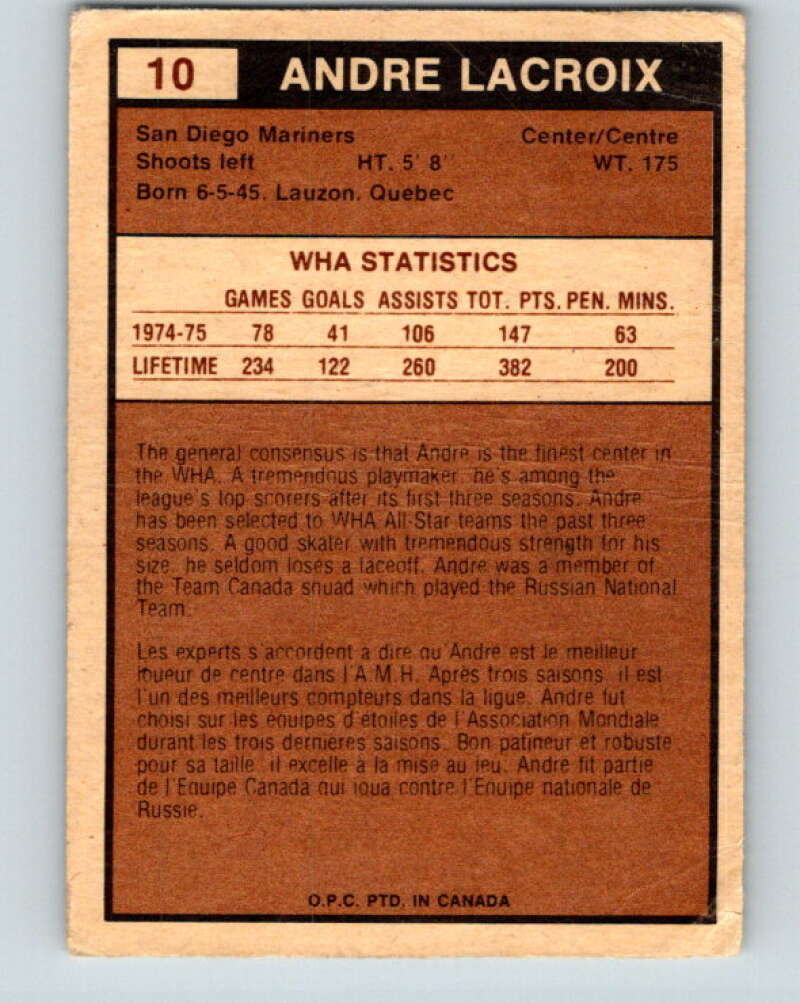 10 ANDRE LACROIX
San Diego Mariners Center/Centre
Shoots left HT. 5' 8" WT. 175
Born 6-5-45. Lauzon. Quebec
WHA STATISTICS
GAMES GOALS ASSISTS TOT. PTS. PEN. MINS.
1974-75 78 41 106 147 63
LIFETIME 234 122 260 382 200
The general consensus is that Andre is the finest center in
the WHA. A tremendous playmaker, he's among the
league's top scorers after its first three seasons. Andre
has been selected to WHA All-Star teams the past three
seasons. A good skater with tremendous strength for his
size, he seldom loses a faceoff. Andre was a member of
the Team Canada squad which played the Russian National
Team.
Les experts s'accordent à dire qu'André est le meilleur
joueur de centre dans l'A.M.H. Après trois saisons, il est
l'un des meilleurs compteurs dans la ligue. André fut
choisi sur les équipes d'étoiles de l'Association Mondiale
durant les trois dernières saisons. Bon patineur et robuste
pour sa taille, il excelle à la mise au jeu. André fit partie
de l'Equipe Canada qui joua contre l'Equipe nationale de
Russie.
O.P.C. PTD. IN CANADA